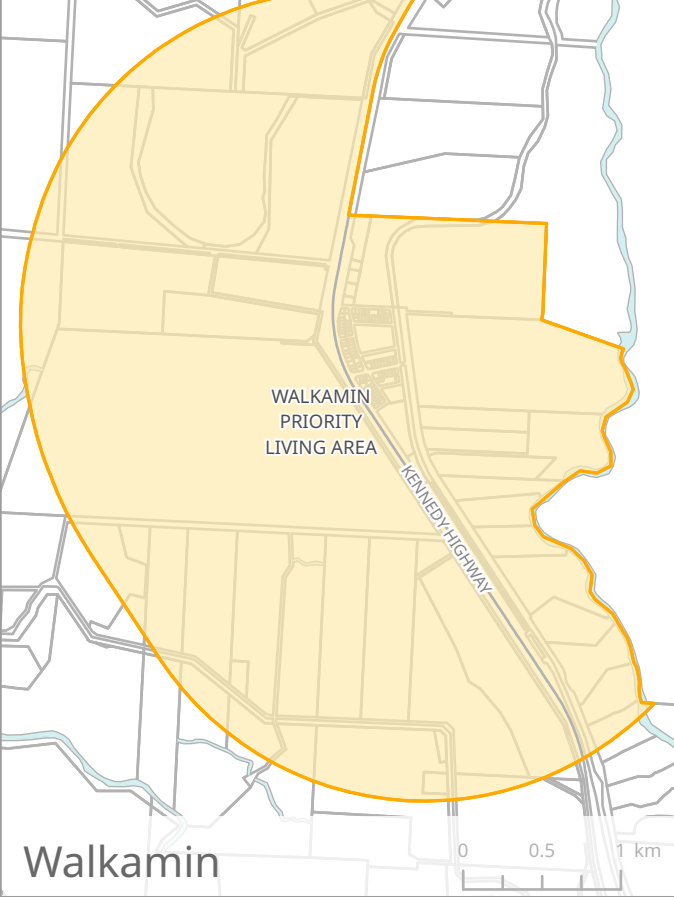 WALKAMIN
PRIORITY
LIVING AREA
KENNEDY HIGHWAY
Walkamin
0 0.5 1 km